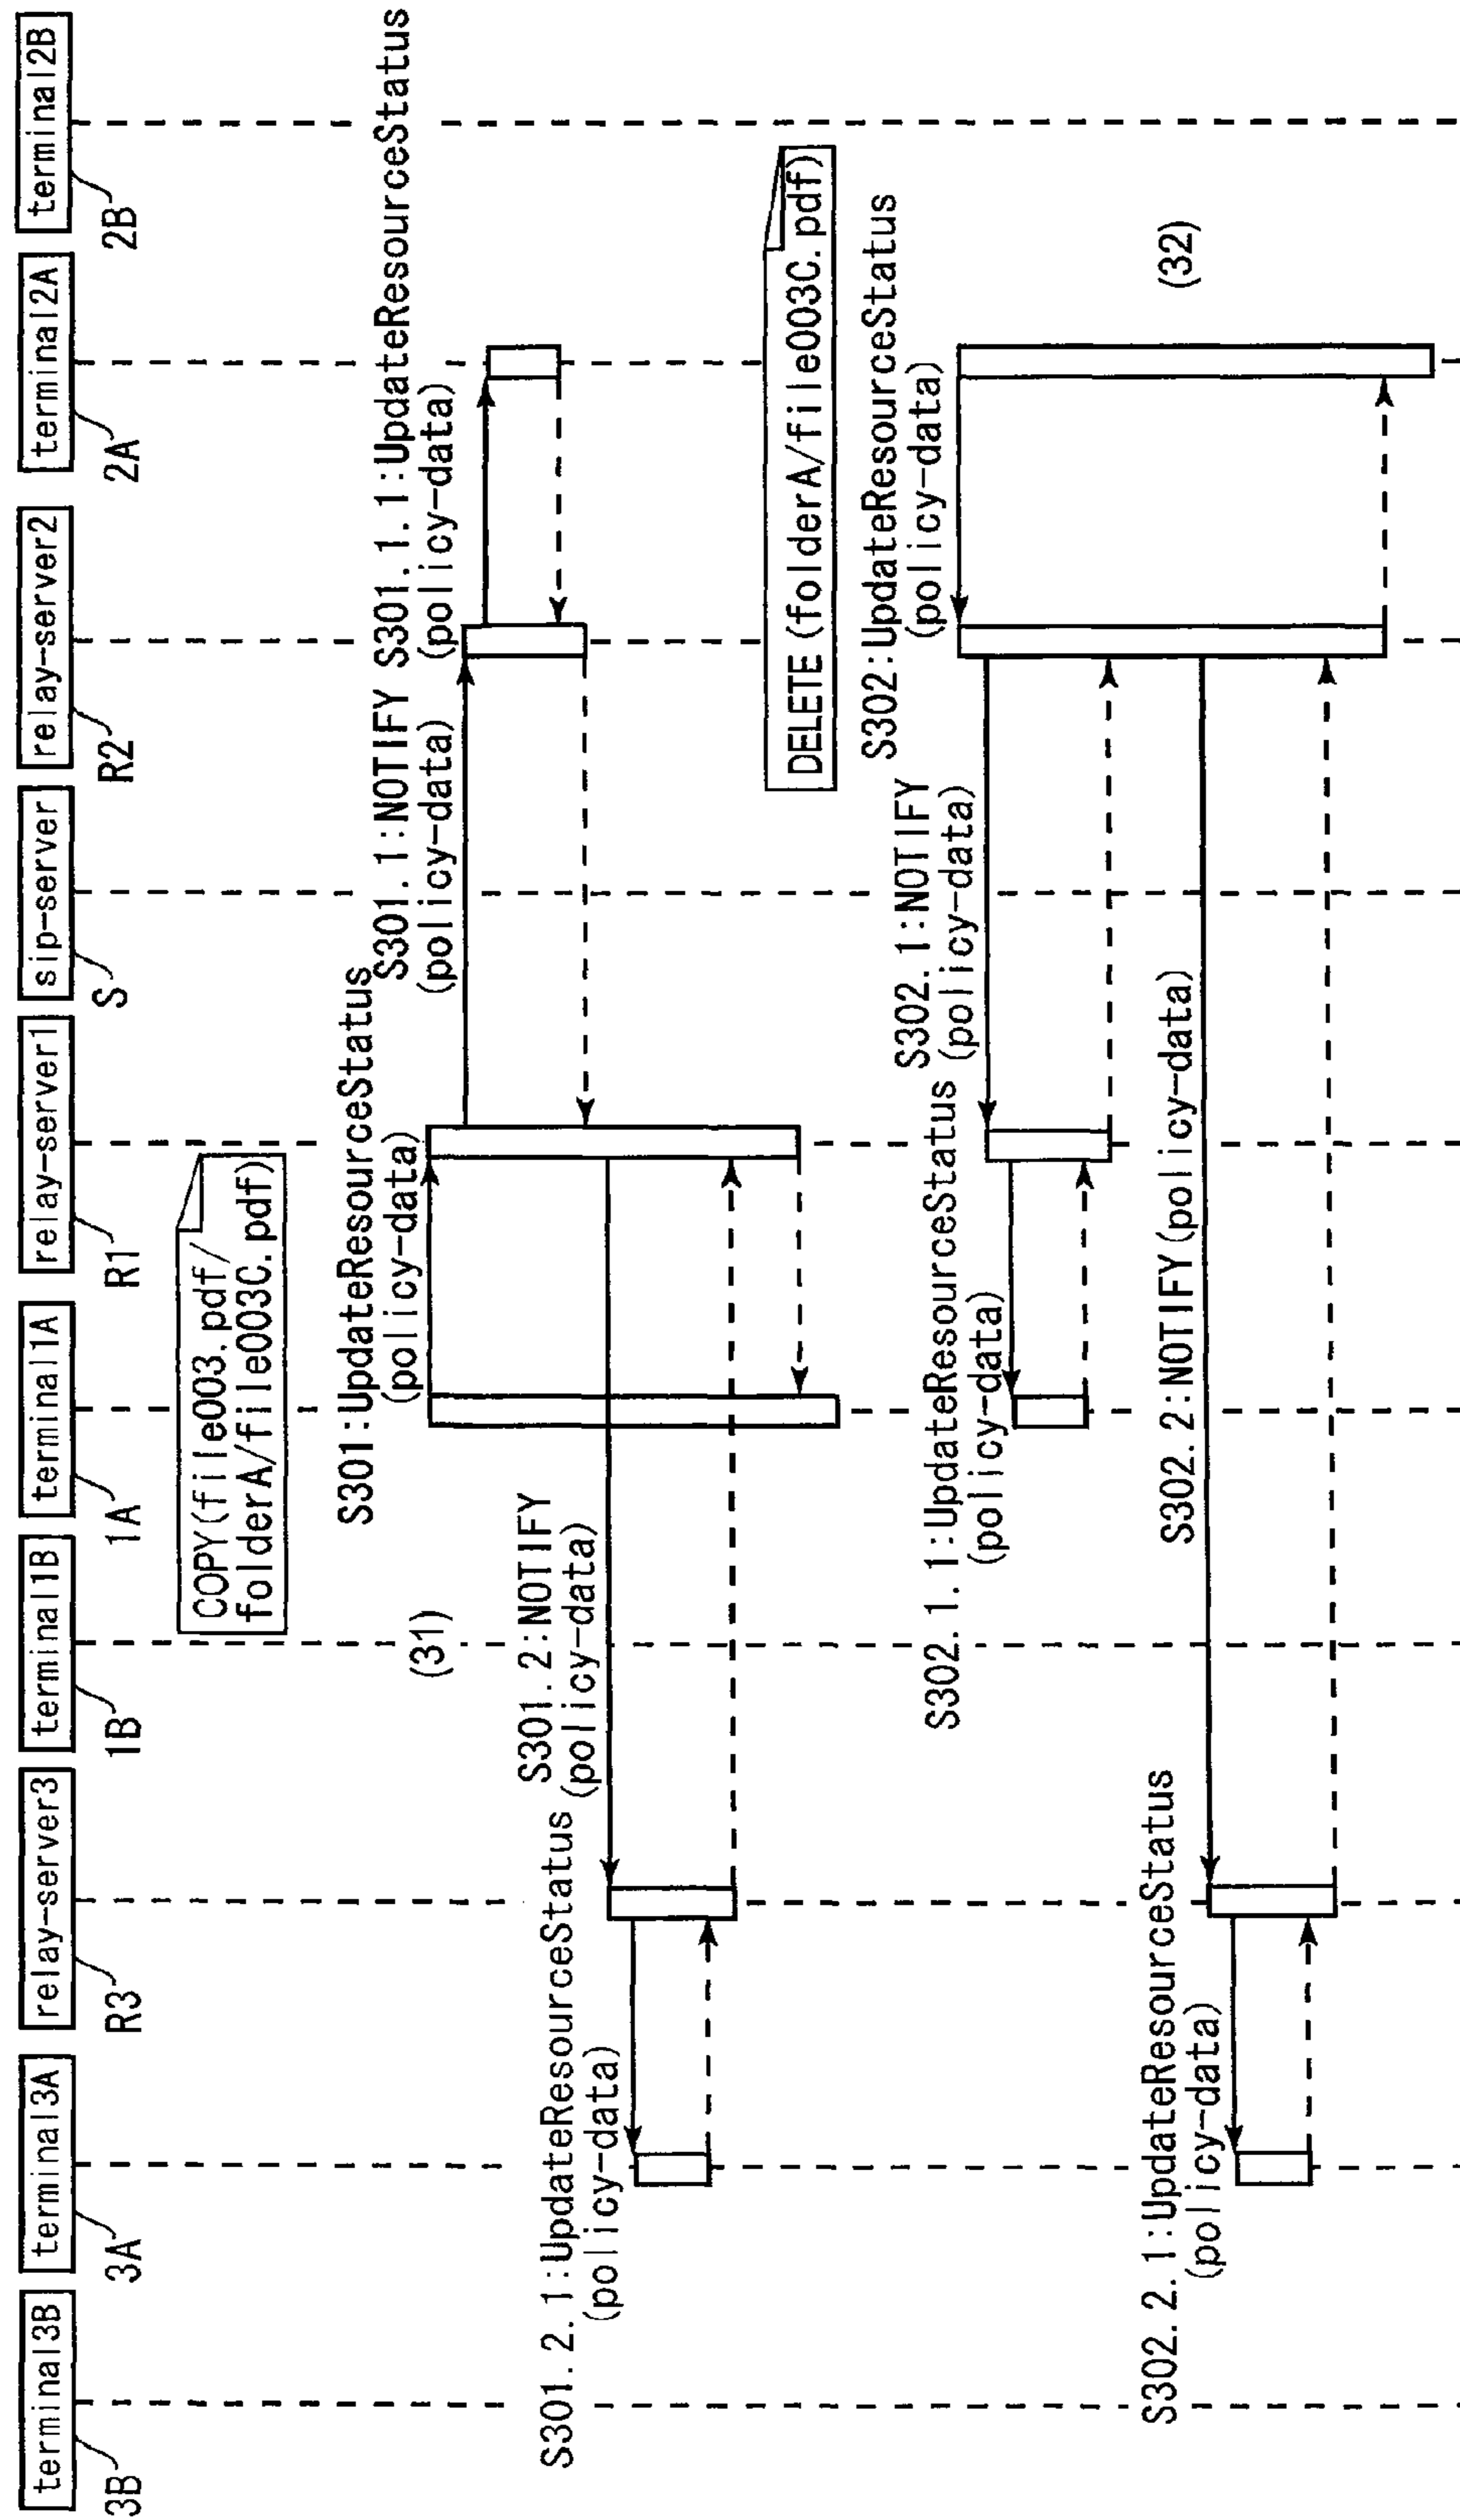 terminal3B
terminal3A
relay-server3
terminal1B
terminal1A
relay-server1
sip-server
relay-server2
terminal2A
terminal2B
3B
3A
R3
1B
1A
R1
S
R2
2A
2B
COPY(file003.pdf/
folderA/file003C.pdf)
S301:UpdateResourceStatus
(policy-data)
(31)
S301.1:NOTIFY
(policy-data)
S301.1.1:UpdateResourceStatus
(policy-data)
S301.2:NOTIFY
(policy-data)
S301.2.1:UpdateResourceStatus
(policy-data)
DELETE(folderA/file003C.pdf)
S302:UpdateResourceStatus
(policy-data)
S302.1:NOTIFY
(policy-data)
S302.1.1:UpdateResourceStatus
(policy-data)
S302.2:NOTIFY(policy-data)
(32)
S302.2.1:UpdateResourceStatus
(policy-data)